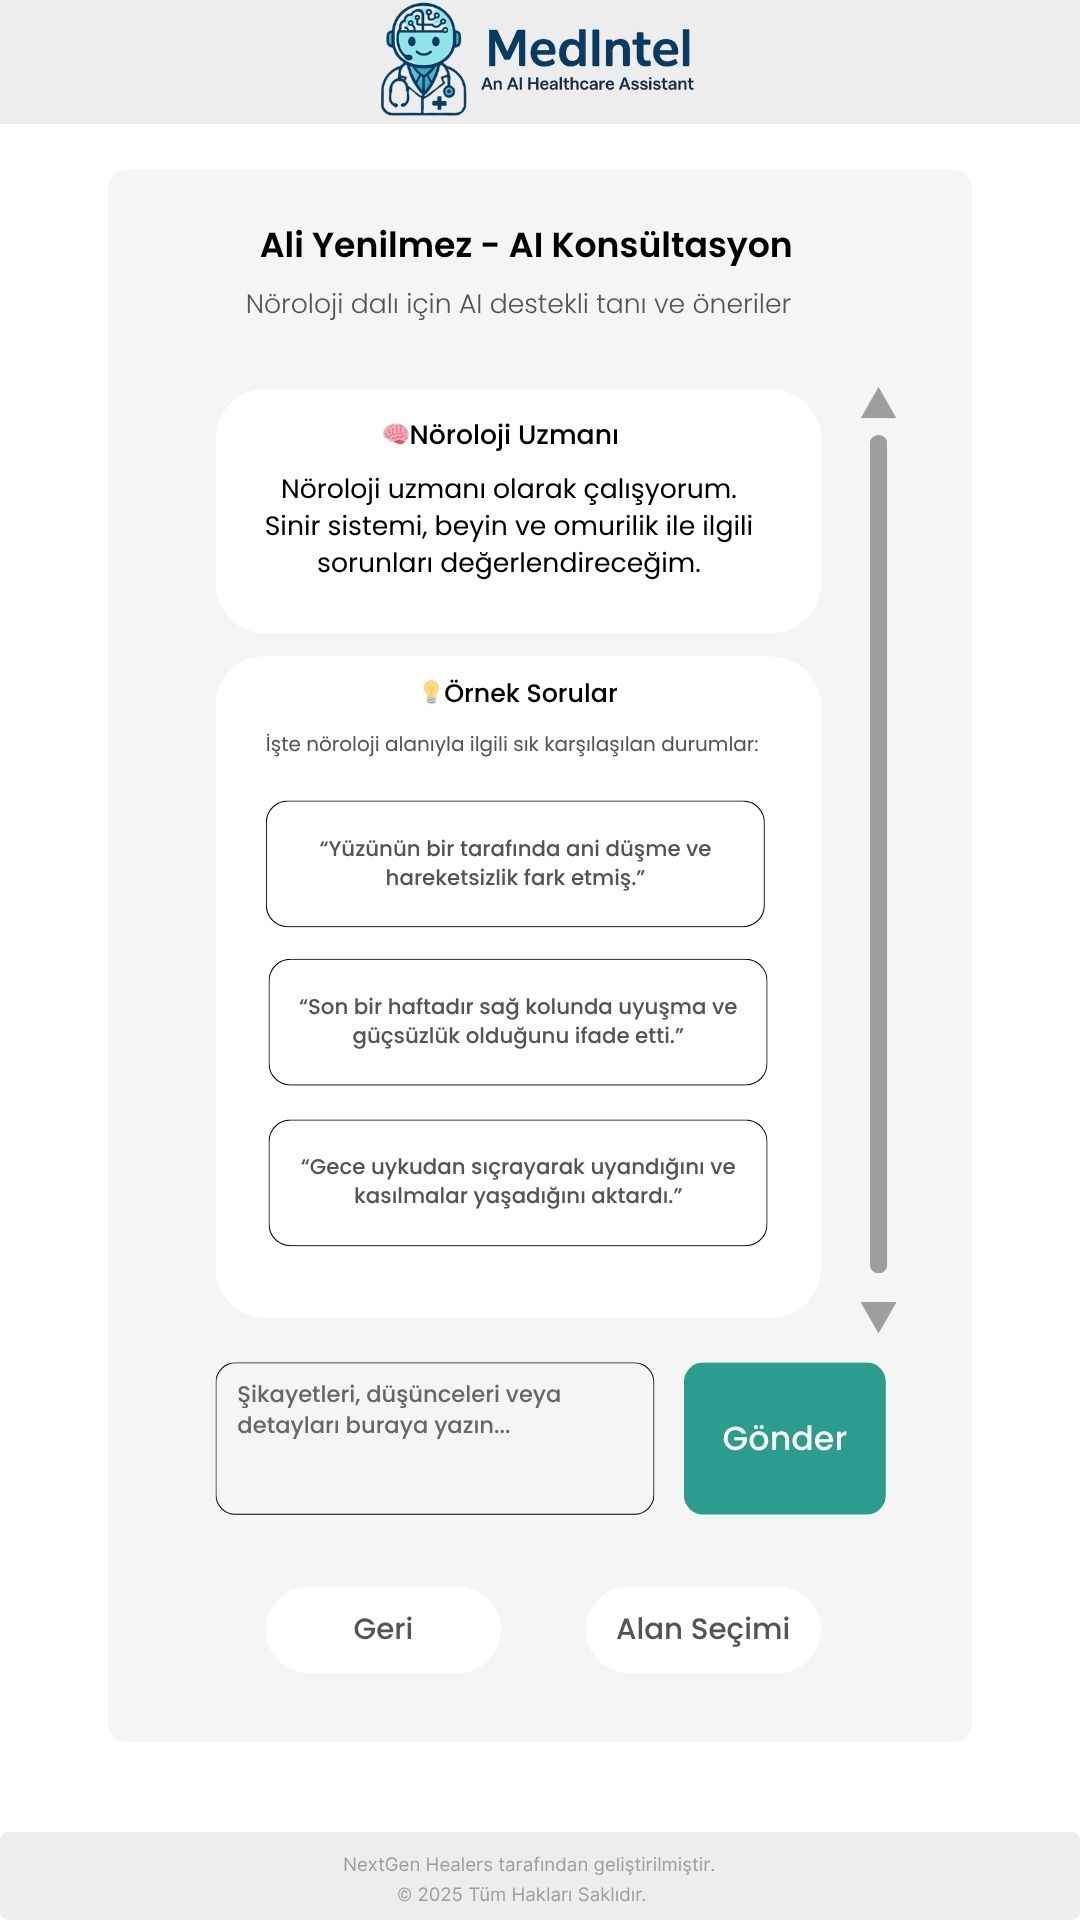 MedIntel
An AI Healthcare Assistant
Ali Yenilmez - AI Konsültasyon
Nöroloji dalı için AI destekli tanı ve öneriler
Nöroloji Uzmanı
Nöroloji uzmanı olarak çalışyorum.
Sinir sistemi, beyin ve omurilik ile ilgili
sorunları değerlendireceğim.
Örnek Sorular
İşte nöroloji alanıyla ilgili sık karşılaşılan durumlar:
“Yüzünün bir tarafında ani düşme ve
hareketsizlik fark etmiş.”
“Son bir haftadır sağ kolunda uyuşma ve
güçsüzlük olduğunu ifade etti.”
“Gece uykudan sıçrayarak uyandığını ve
kasılmalar yaşadığını aktardı.”
Şikayetleri, düşünceleri veya
detayları buraya yazın...
Gönder
Geri
Alan Seçimi
NextGen Healers tarafından geliştirilmiştir.
© 2025 Tüm Hakları Saklıdır.